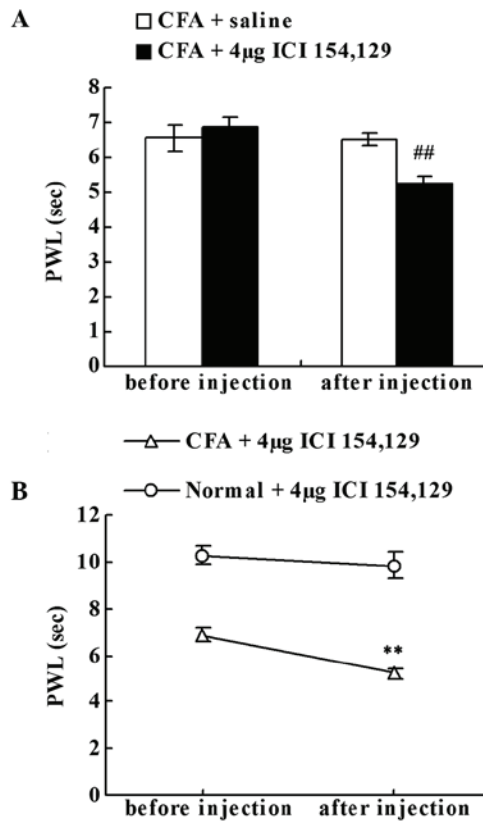 A
CFA + saline
CFA + 4μg ICI 154,129
8
7
6
5
4
3
2
1
0
PWL (sec)
##
before injection after injection
CFA + 4μg ICI 154,129
B
Normal + 4μg ICI 154,129
12
10
8
6
4
2
0
PWL (sec)
**
before injection after injection